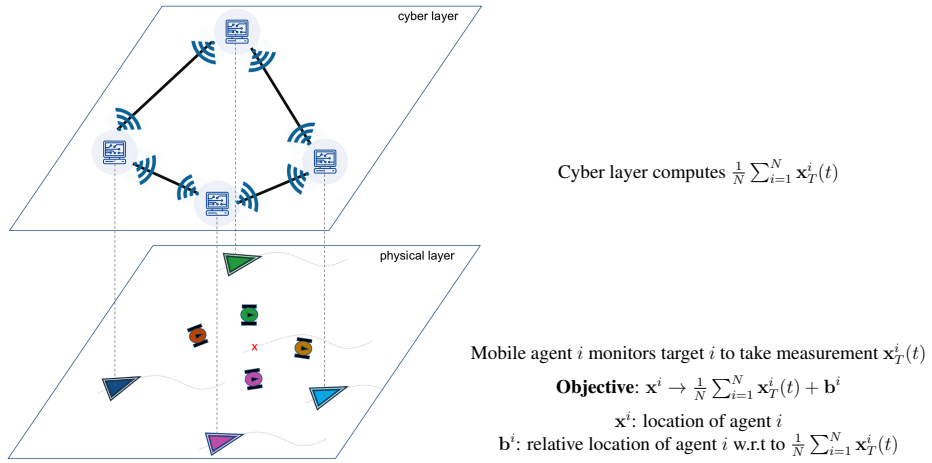 cyber layer
Cyber layer computes $\frac{1}{N} \sum_{i=1}^{N} \mathbf{x}_T^i(t)$
physical layer
x
Mobile agent $i$ monitors target $i$ to take measurement $\mathbf{x}_T^i(t)$
**Objective**: $\mathbf{x}^i \rightarrow \frac{1}{N} \sum_{i=1}^{N} \mathbf{x}_T^i(t) + \mathbf{b}^i$
$\mathbf{x}^i$: location of agent $i$
$\mathbf{b}^i$: relative location of agent $i$ w.r.t to $\frac{1}{N} \sum_{i=1}^{N} \mathbf{x}_T^i(t)$